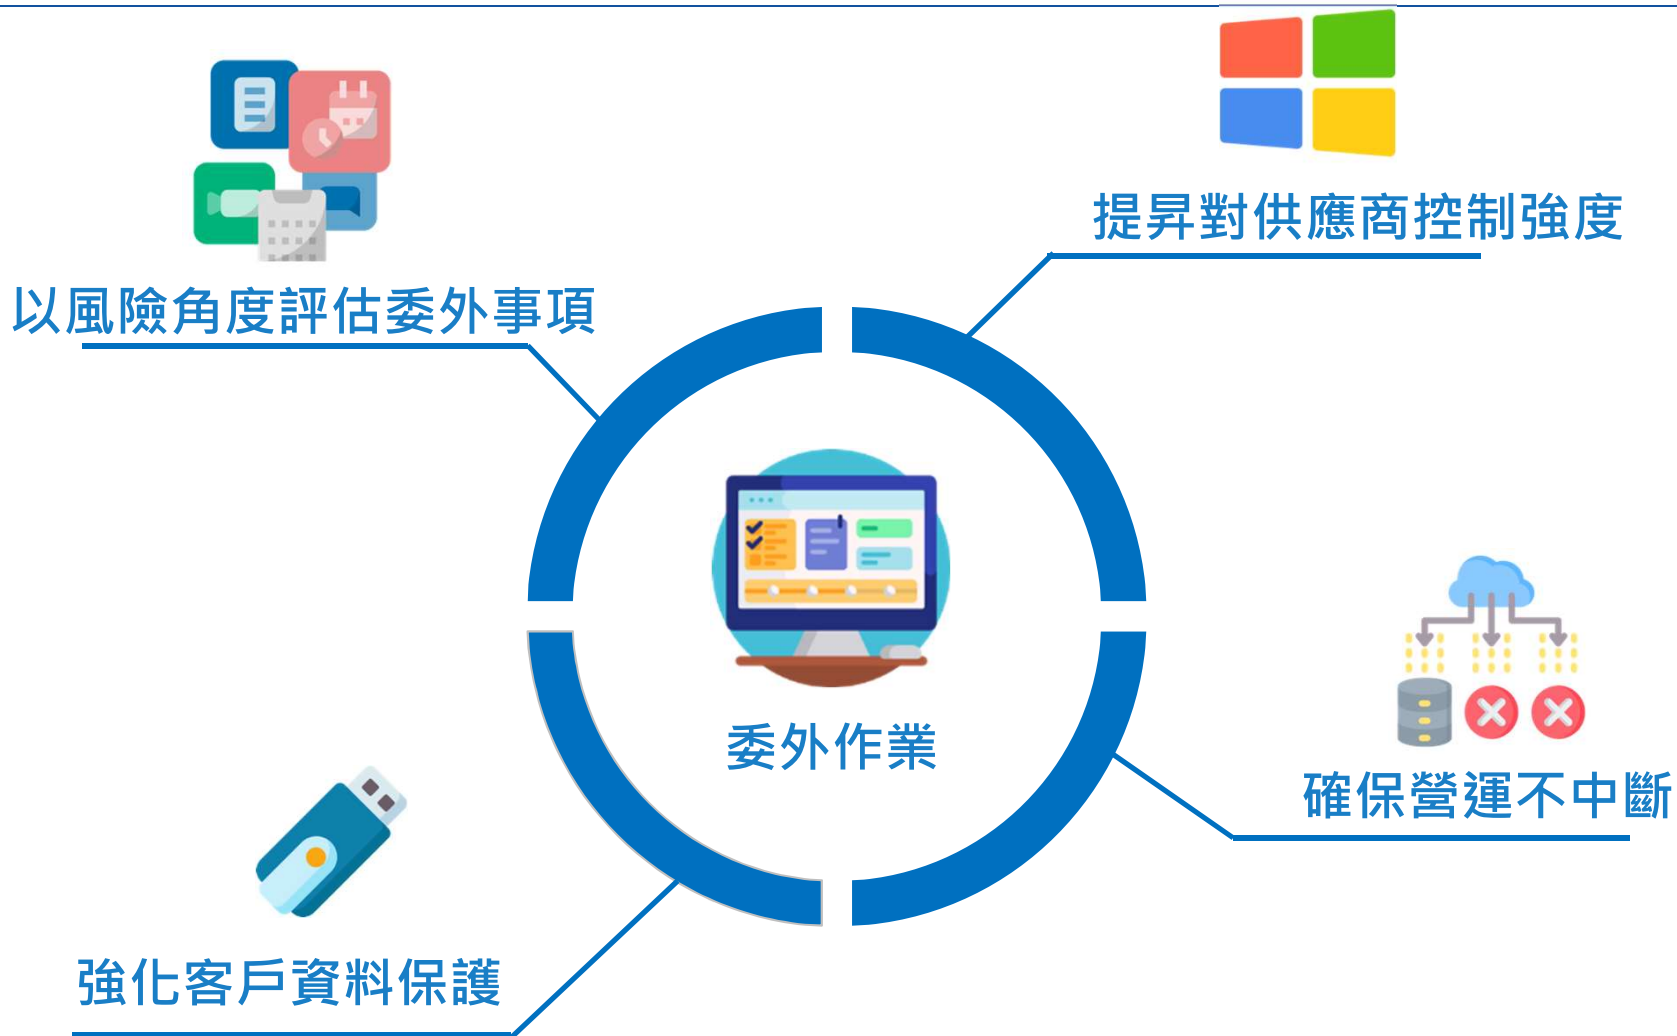 提昇對供應商控制強度
以風險角度評估委外事項
委外作業
確保營運不中斷
強化客戶資料保護